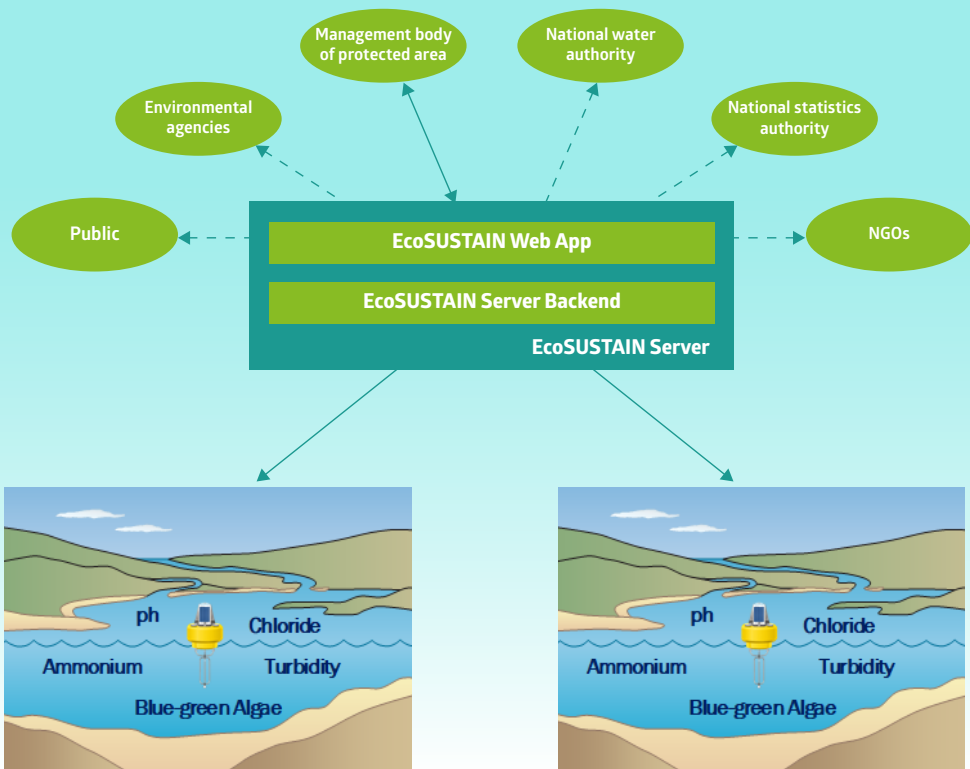 Management body
of protected area
National water
authority
Environmental
agencies
National statistics
authority
Public
NGOs
EcoSUSTAIN Web App
EcoSUSTAIN Server Backend
EcoSUSTAIN Server
ph
Chloride
Ammonium
Turbidity
Blue-green Algae
ph
Chloride
Ammonium
Turbidity
Blue-green Algae